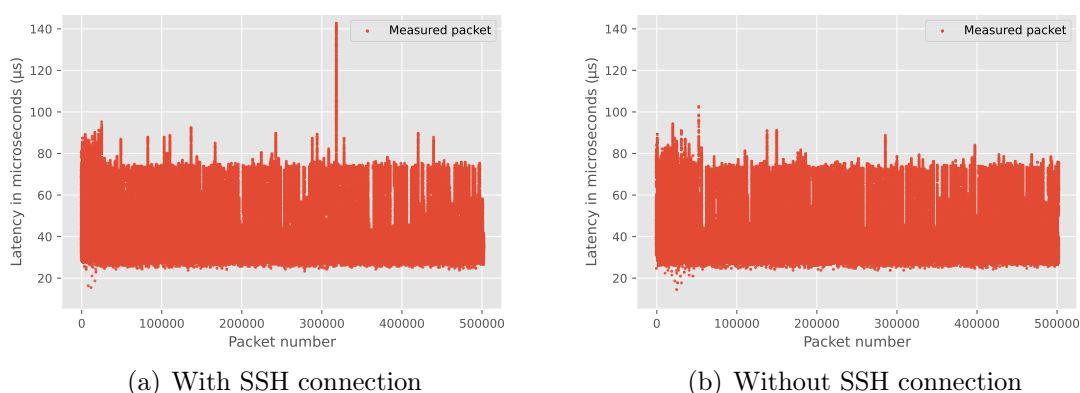 Latency in microseconds (µs)
140
120
100
80
60
40
20
Measured packet
0 100000 200000 300000 400000 500000
Packet number
(a) With SSH connection
Latency in microseconds (µs)
140
120
100
80
60
40
20
Measured packet
0 100000 200000 300000 400000 500000
Packet number
(b) Without SSH connection